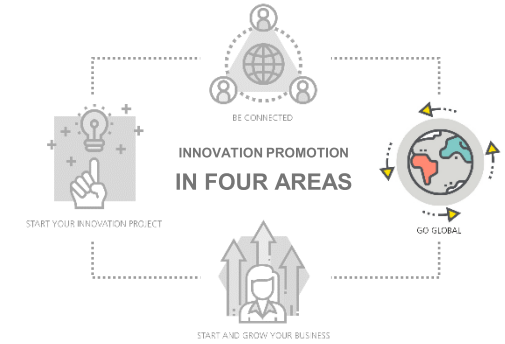 BE CONNECTED
INNOVATION PROMOTION
IN FOUR AREAS
START YOUR INNOVATION PROJECT
GO GLOBAL
START AND GROW YOUR BUSINESS